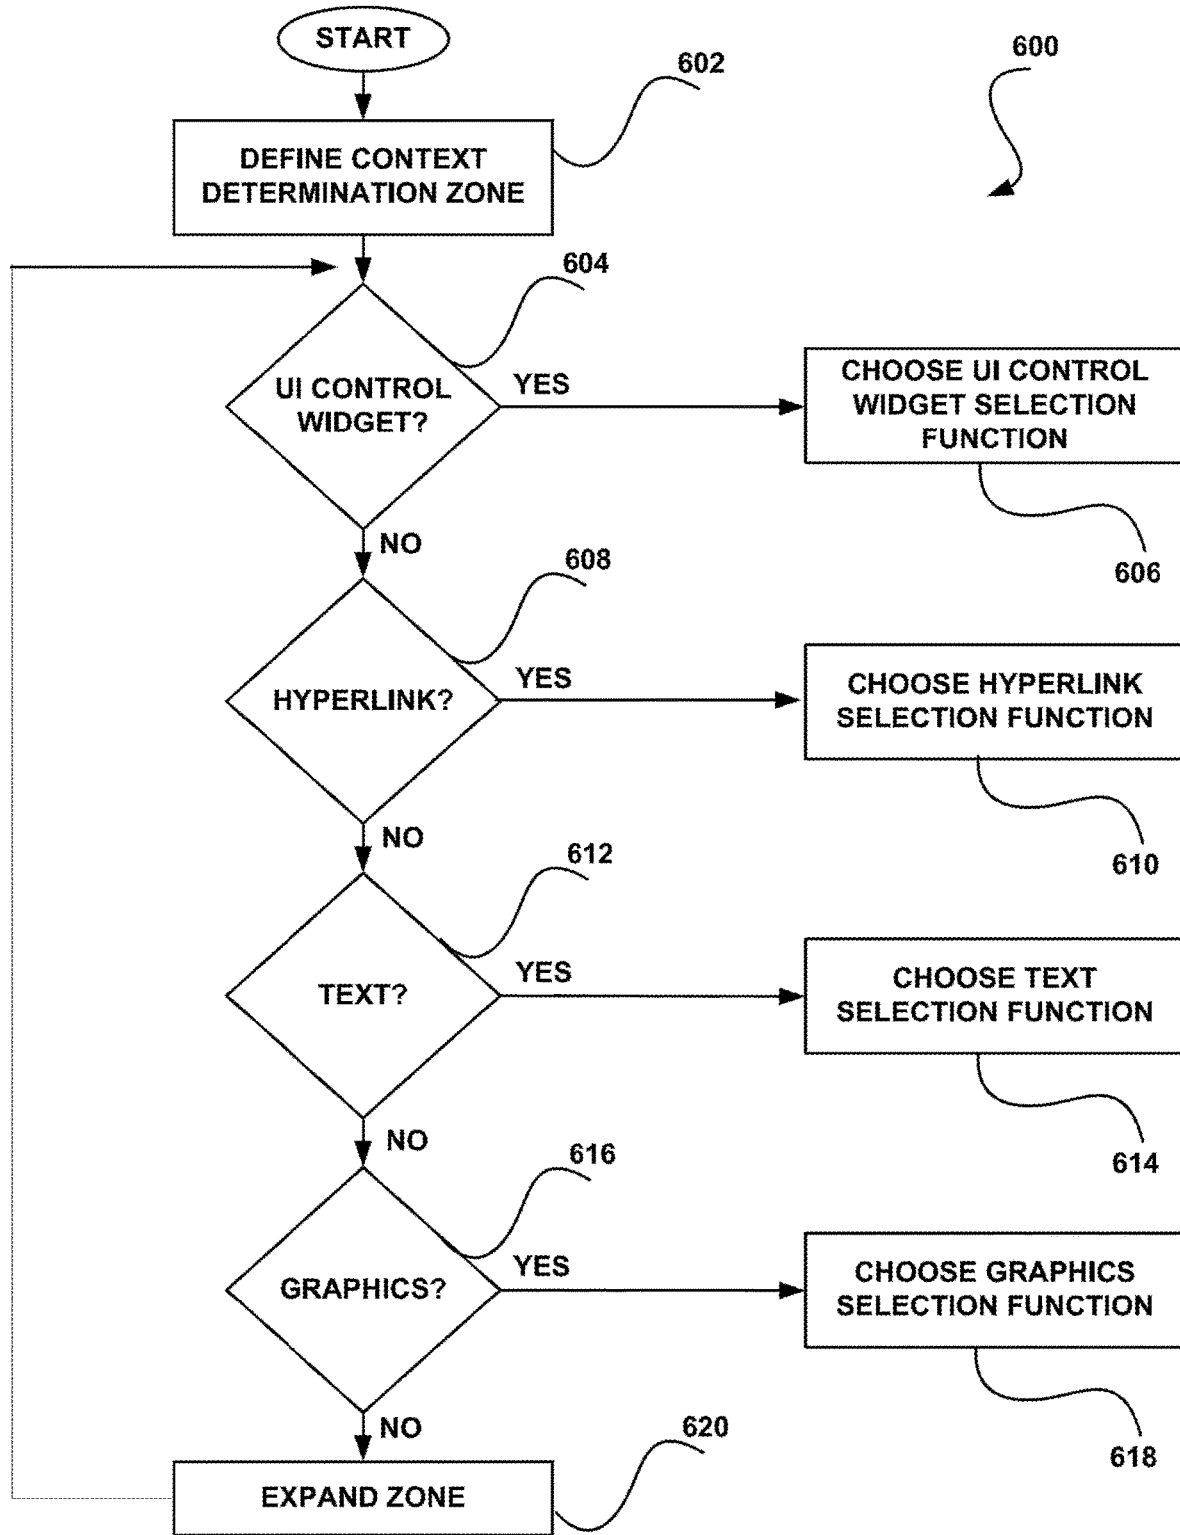 START
602
600
DEFINE CONTEXT
DETERMINATION ZONE
604
UI CONTROL
WIDGET?
YES
CHOOSE UI CONTROL
WIDGET SELECTION
FUNCTION
606
NO
608
HYPERLINK?
YES
CHOOSE HYPERLINK
SELECTION FUNCTION
610
NO
612
TEXT?
YES
CHOOSE TEXT
SELECTION FUNCTION
614
NO
616
GRAPHICS?
YES
CHOOSE GRAPHICS
SELECTION FUNCTION
618
NO
620
EXPAND ZONE